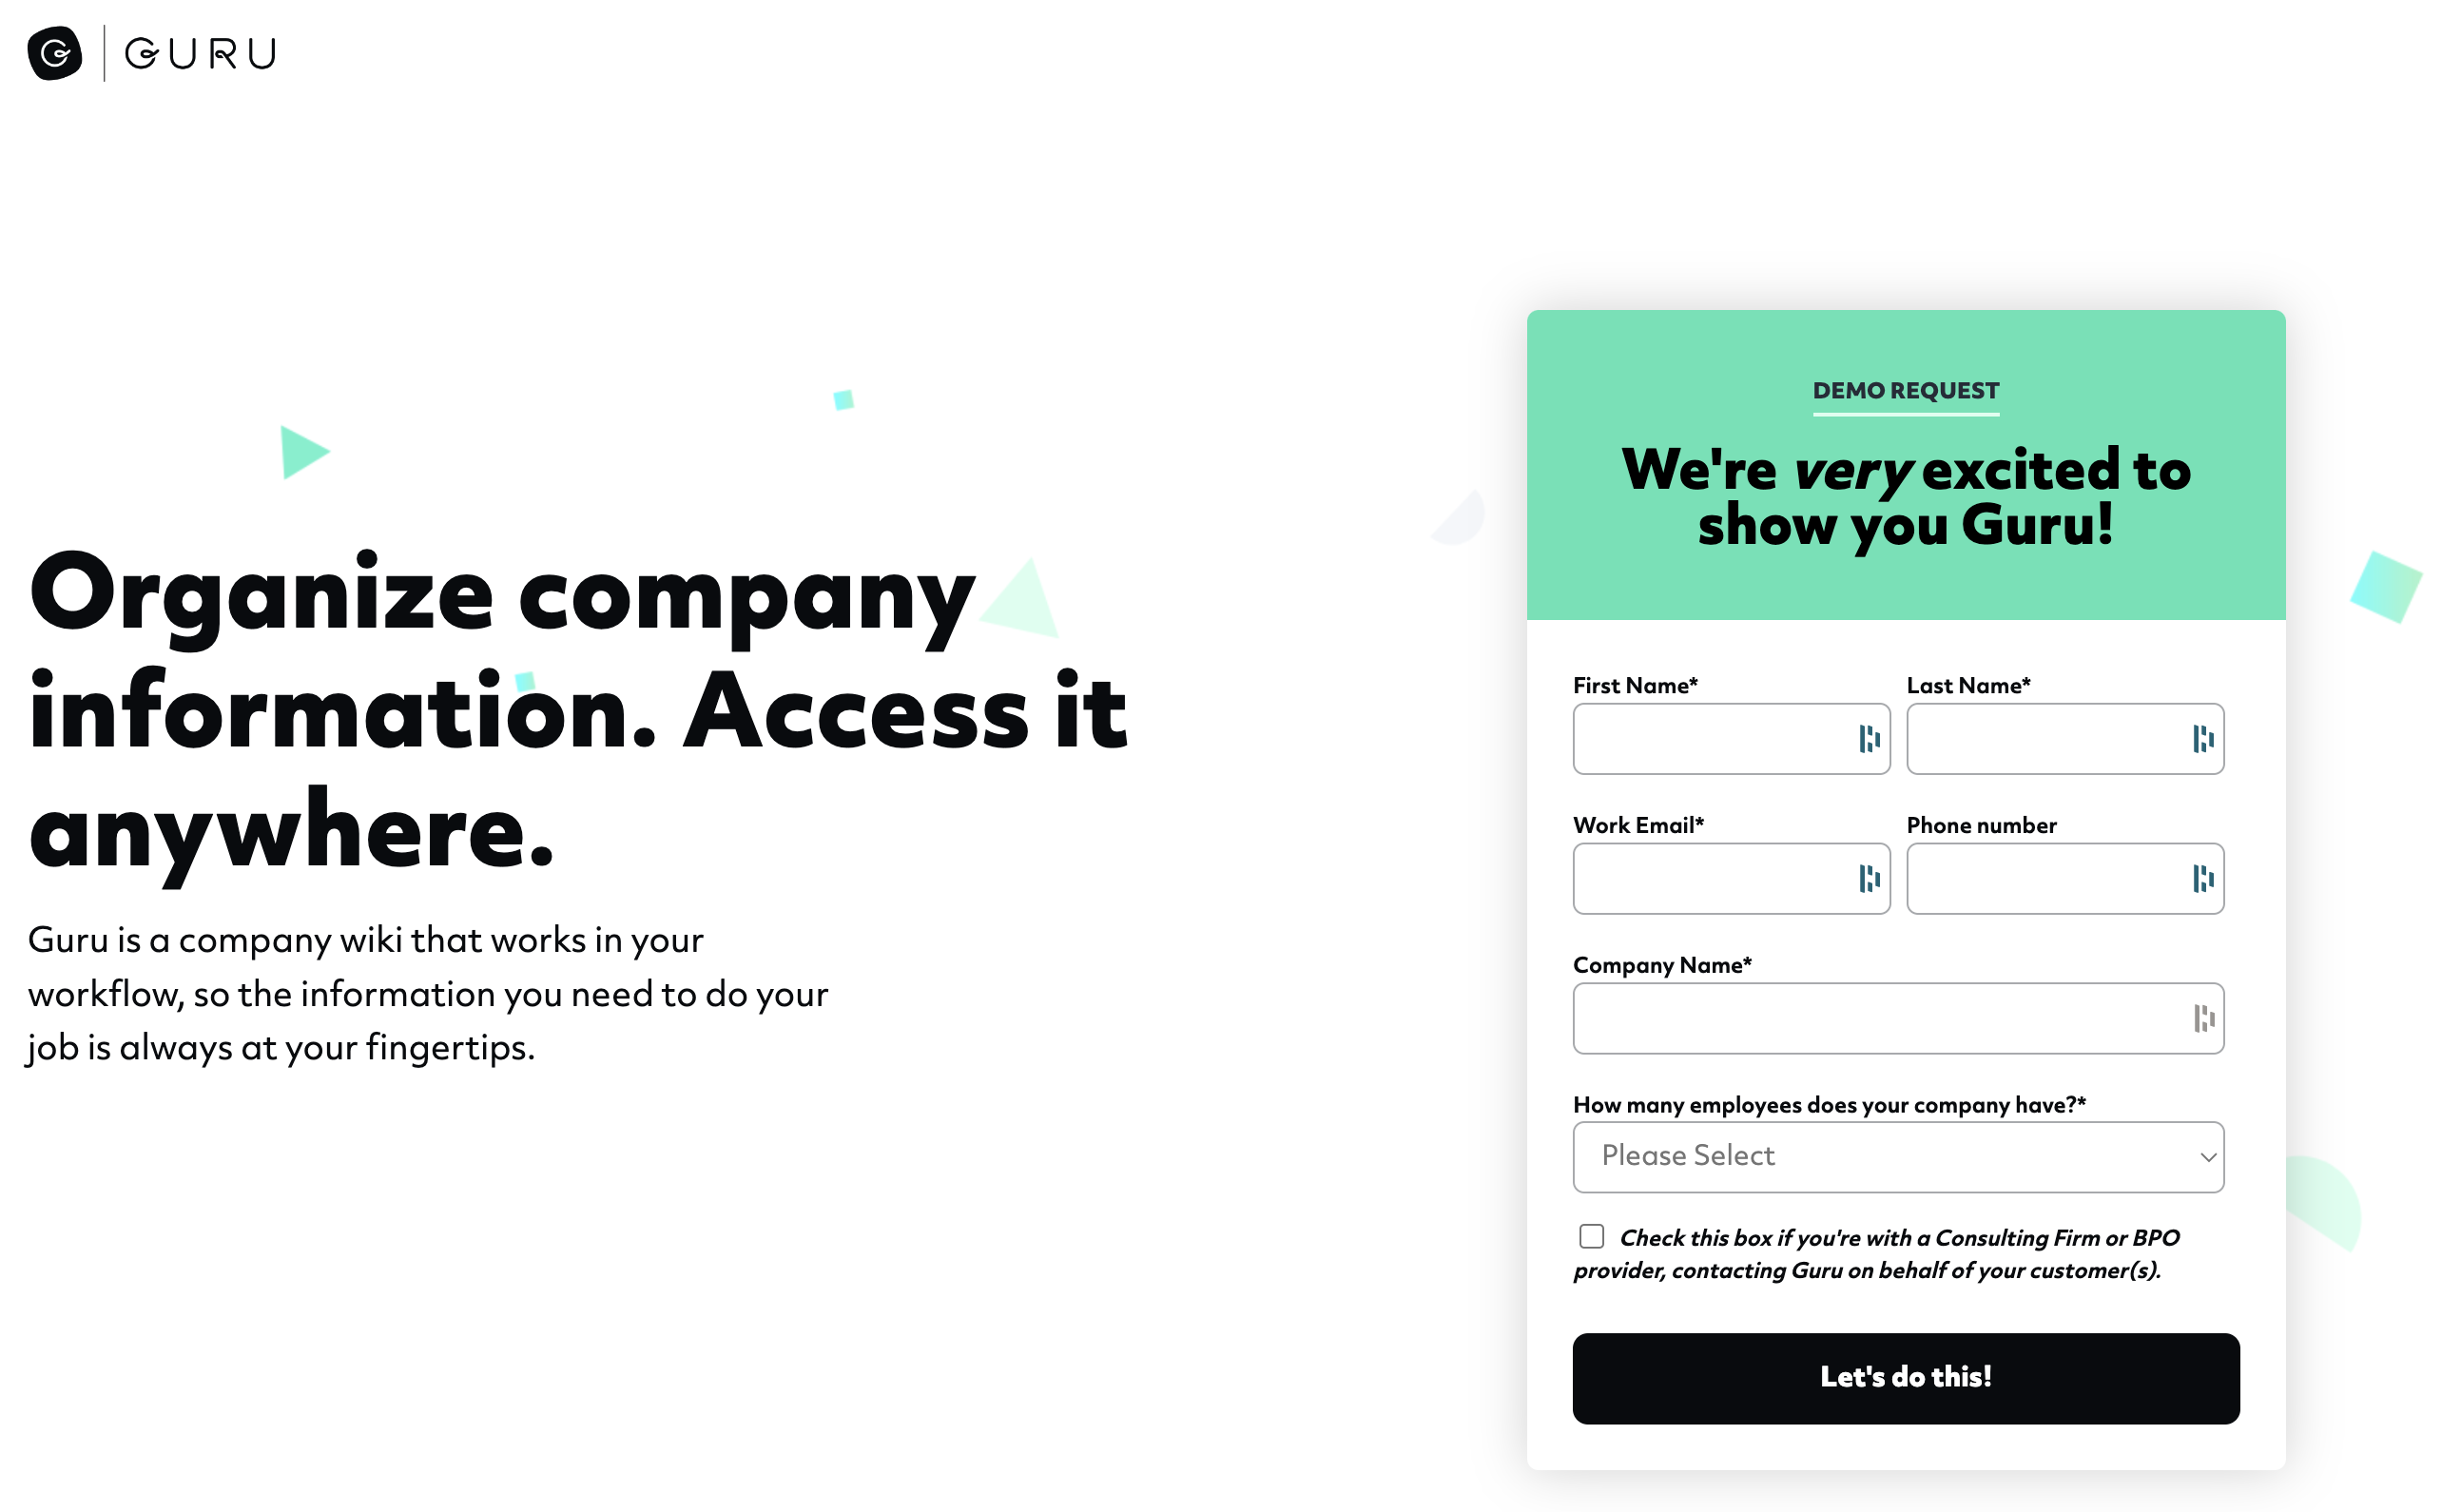 GURU
Organize company
information. Access it
anywhere.
Guru is a company wiki that works in your
workflow, so the information you need to do your
job is always at your fingertips.
DEMO REQUEST
We're very excited to
show you Guru!
First Name*
Last Name*
Work Email*
Phone number
Company Name*
How many employees does your company have?*
Please Select
Check this box if you're with a Consulting Firm or BPO
provider, contacting Guru on behalf of your customer(s).
Let's do this!